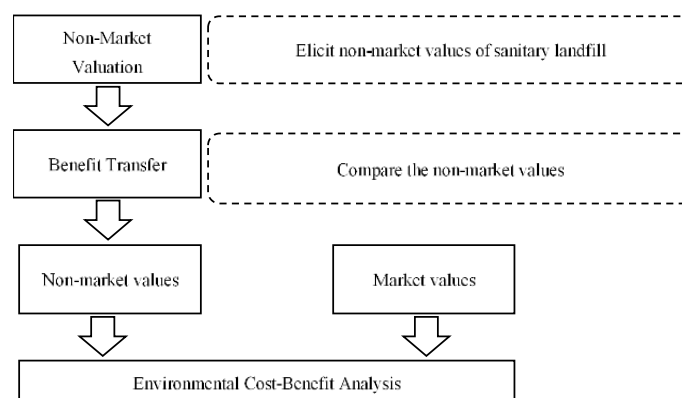 Non-Market
Valuation
Elicit non-market values of sanitary landfill
Benefit Transfer
Compare the non-market values
Non-market values
Market values
Environmental Cost-Benefit Analysis